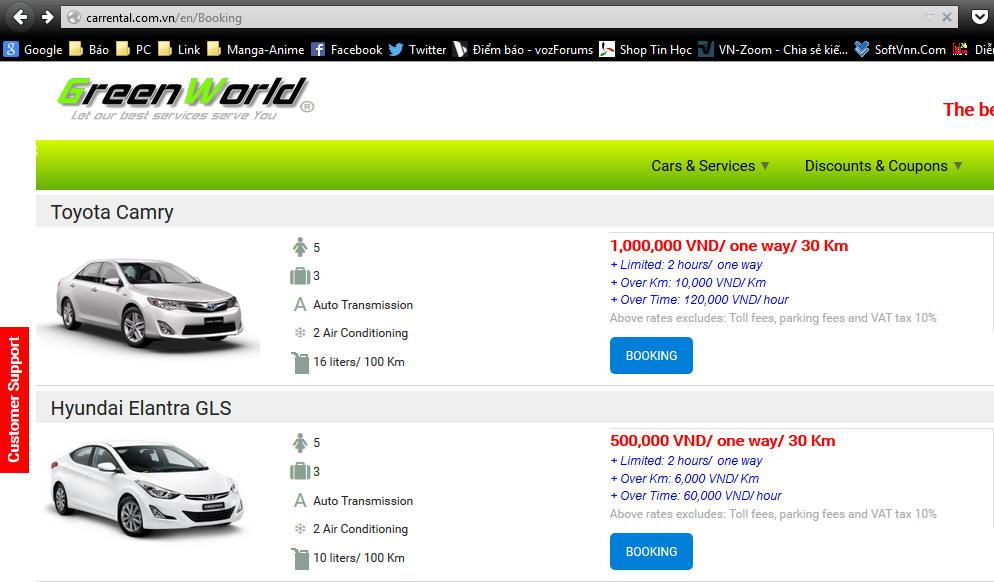 carrental.com.vn/en/Booking
Google Báo PC Link Manga-Anime Facebook Twitter Điểm báo - vozForums Shop Tin Học VN-Zoom - Chia sẻ kiế... SoftVnn.Com Diễ
GreenWorld®
Let our best services serve You
The be
Cars & Services Discounts & Coupons
Toyota Camry
5
3
A Auto Transmission
2 Air Conditioning
16 liters/ 100 Km
1,000,000 VND/ one way/ 30 Km
+ Limited: 2 hours/ one way
+ Over Km: 10,000 VND/ Km
+ Over Time: 120,000 VND/ hour
Above rates excludes: Toll fees, parking fees and VAT tax 10%
BOOKING
Customer Support
Hyundai Elantra GLS
5
3
A Auto Transmission
2 Air Conditioning
10 liters/ 100 Km
500,000 VND/ one way/ 30 Km
+ Limited: 2 hours/ one way
+ Over Km: 6,000 VND/ Km
+ Over Time: 60,000 VND/ hour
Above rates excludes: Toll fees, parking fees and VAT tax 10%
BOOKING